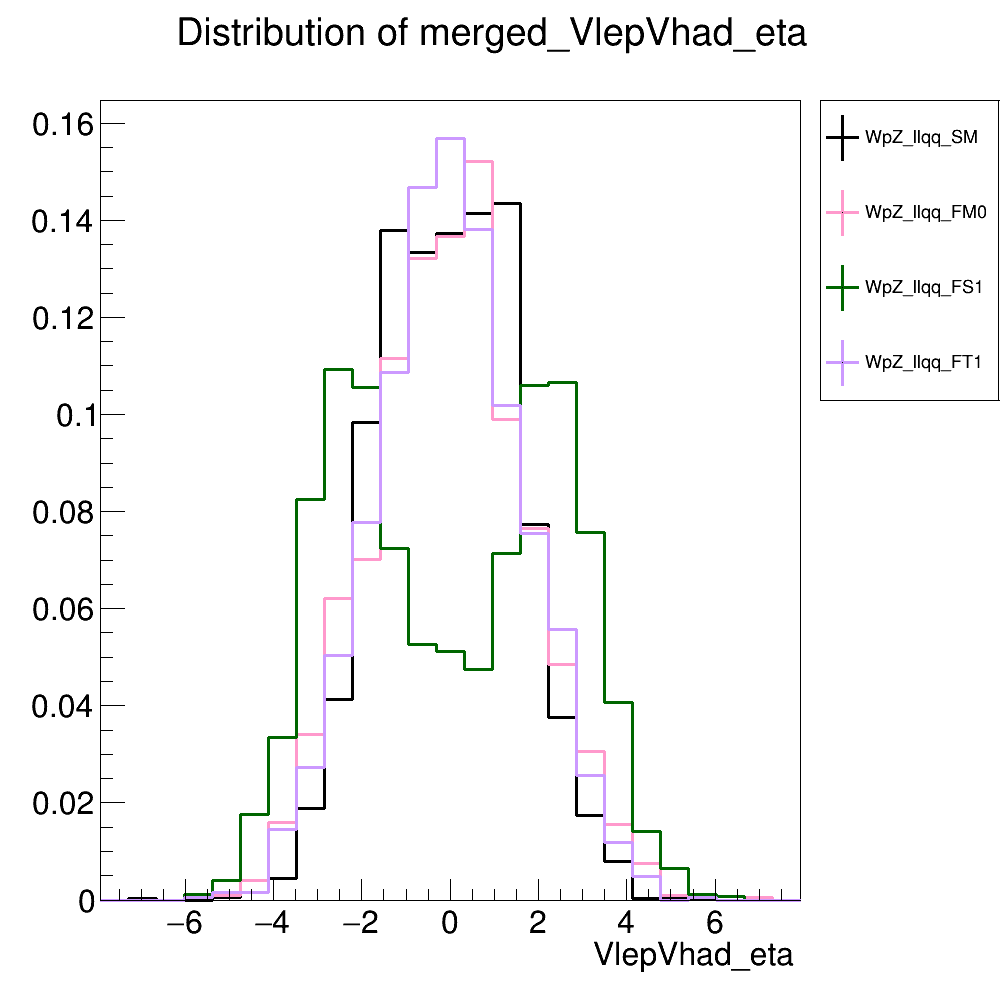 Distribution of merged_VlepVhad_eta
0.16
0.14
0.12
0.1
0.08
0.06
0.04
0.02
0
−6 −4 −2 0 2 4 6
VlepVhad_eta
WpZ_llqq_SM
WpZ_llqq_FM0
WpZ_llqq_FS1
WpZ_llqq_FT1